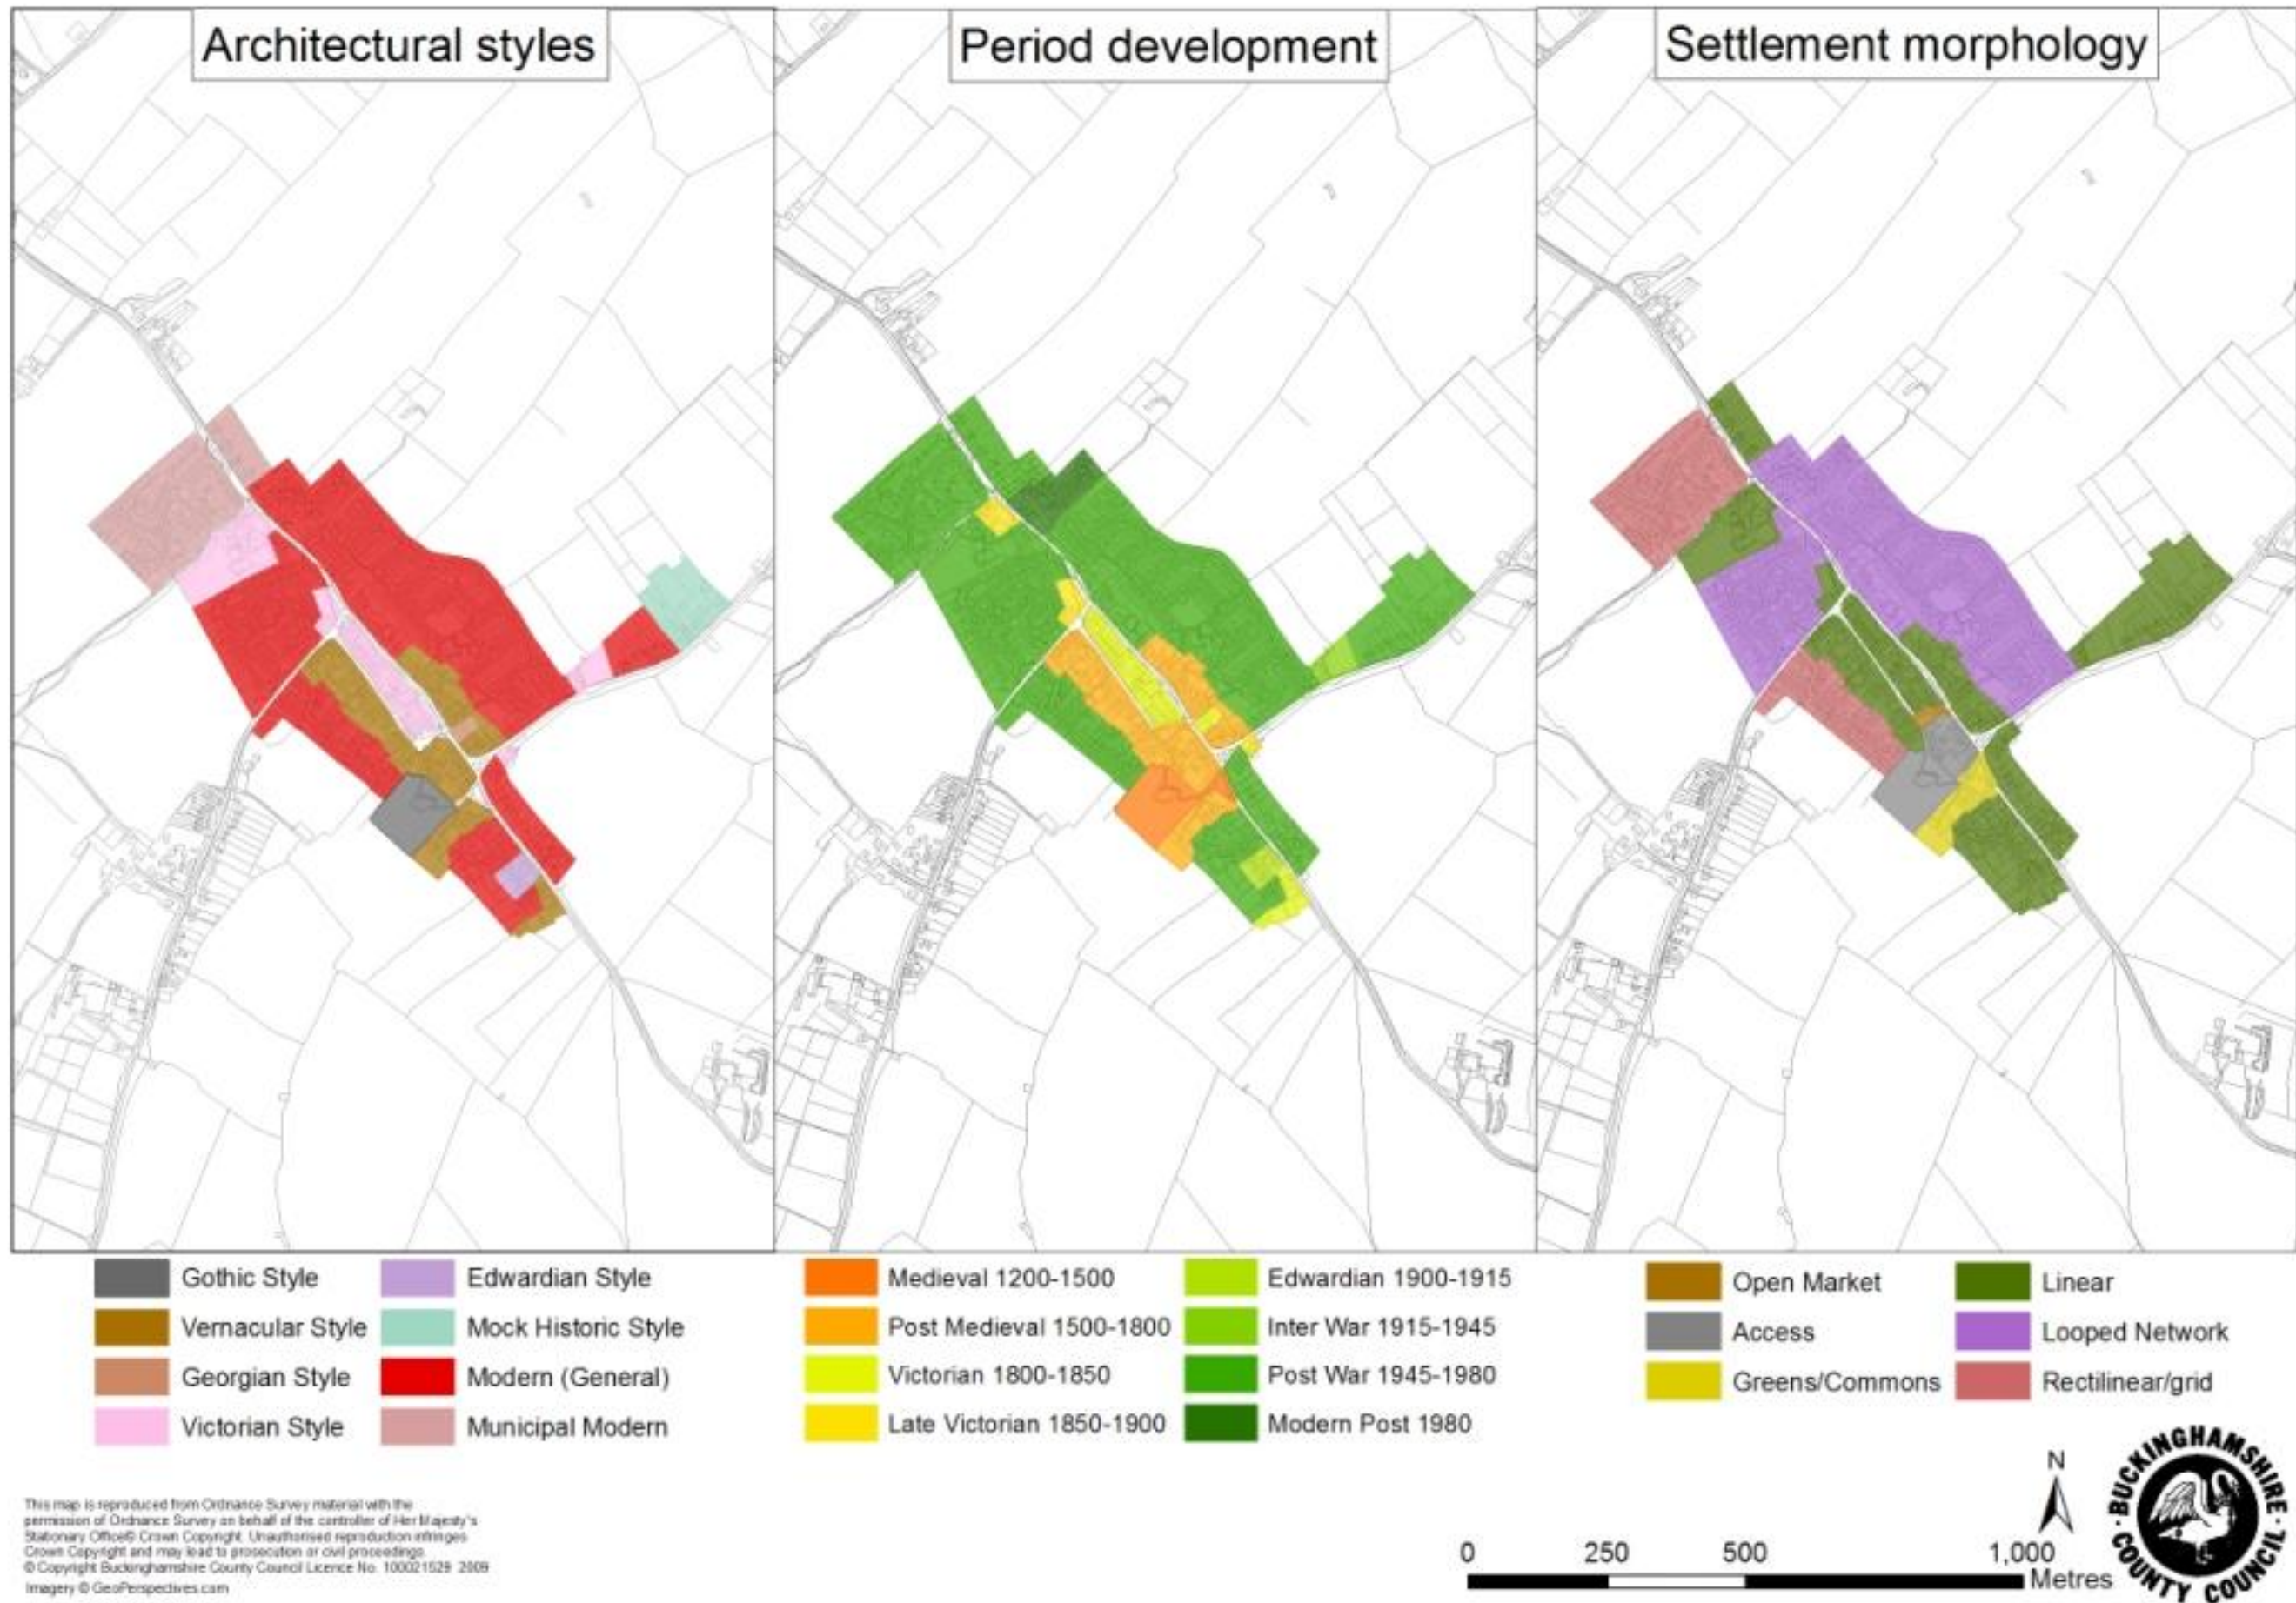 Architectural styles
Period development
Settlement morphology
Gothic Style
Vernacular Style
Georgian Style
Victorian Style
Edwardian Style
Mock Historic Style
Modern (General)
Municipal Modern
Medieval 1200-1500
Post Medieval 1500-1800
Victorian 1800-1850
Late Victorian 1850-1900
Edwardian 1900-1915
Inter War 1915-1945
Post War 1945-1980
Modern Post 1980
Open Market
Access
Greens/Commons
Linear
Looped Network
Rectilinear/grid
This map is reproduced from Ordnance Survey material with the
permission of Ordnance Survey on behalf of the controller of Her Majesty's
Stationary Office© Crown Copyright. Unauthorised reproduction infringes
Crown Copyright and may lead to prosecution or civil proceedings.
© Copyright Buckinghamshire County Council Licence No. 100021529 2009
Imagery © GeoPerspectives.com
0 250 500 1,000
Metres
N
BUCKINGHAMSHIRE
COUNTY COUNCIL